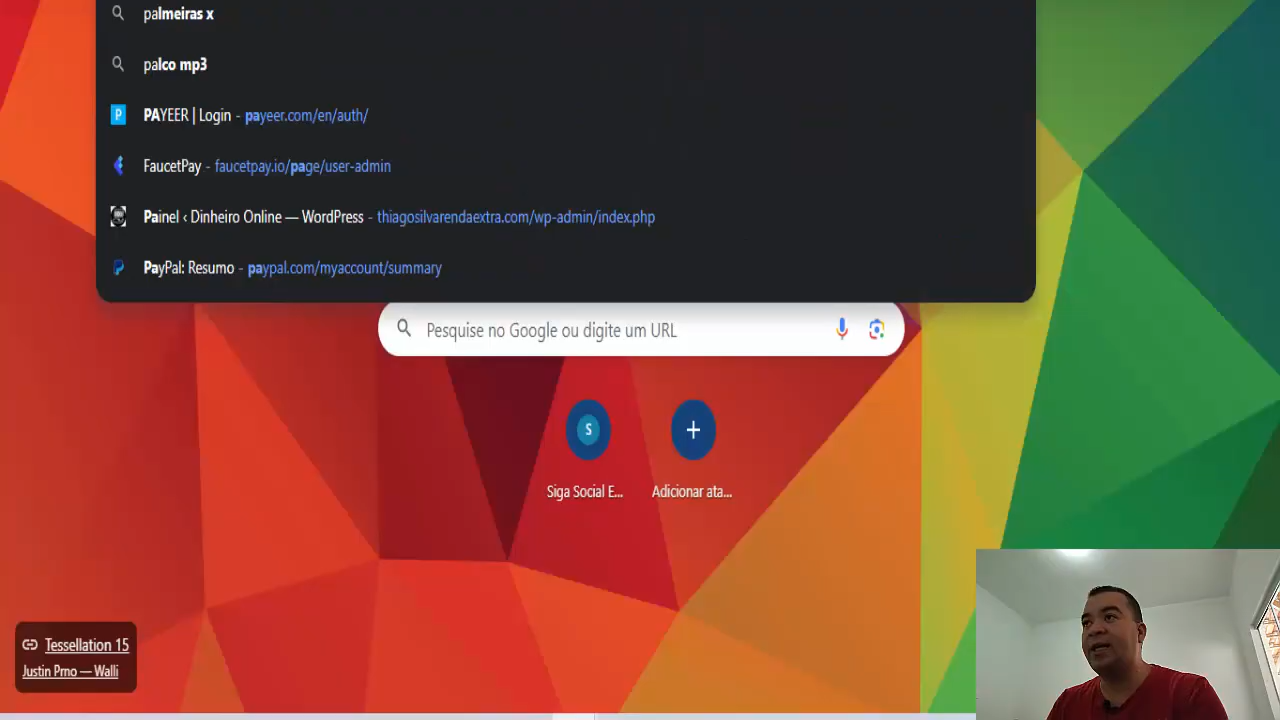 palmeiras x
palco mp3
PAYEER | Login - payeer.com/en/auth/
FaucetPay - faucetpay.io/page/user-admin
Painel ‹ Dinheiro Online — WordPress - thiagosilvarendaextra.com/wp-admin/index.php
PayPal: Resumo - paypal.com/myaccount/summary
Pesquise no Google ou digite um URL
S
Siga Social E...
Adicionar ata...
Tessellation 15
Justin Prno — Walli